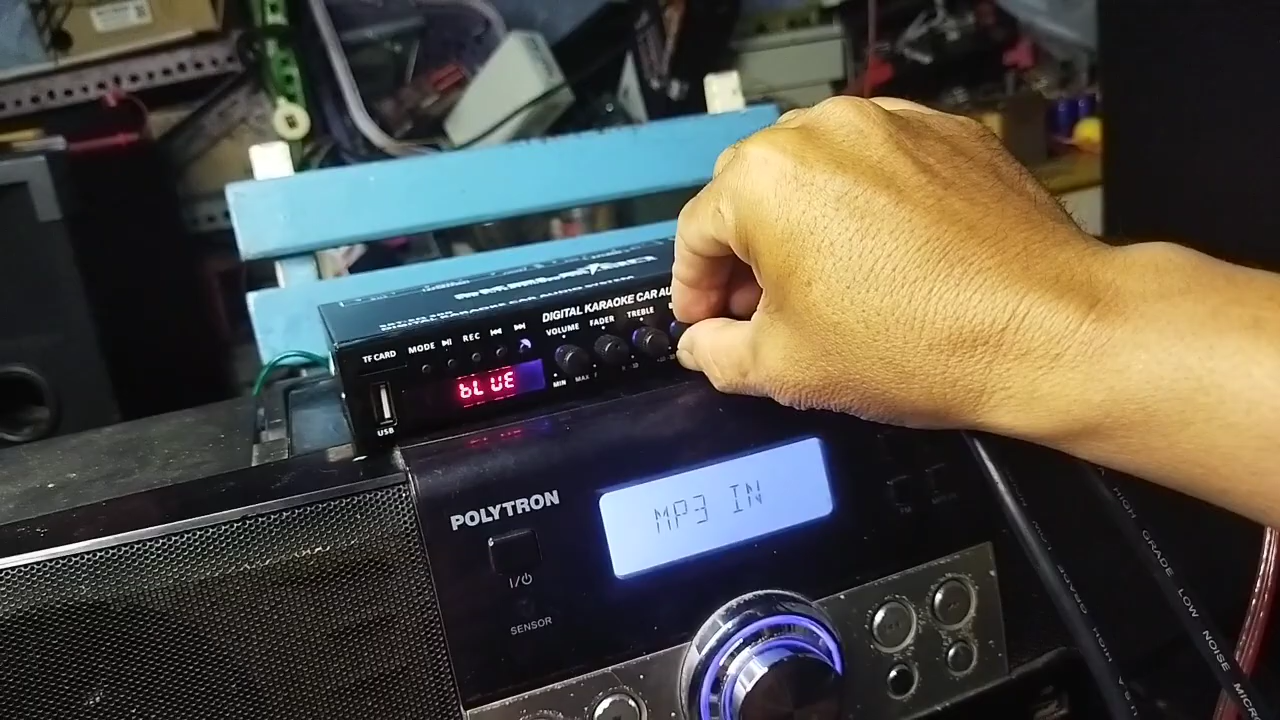 DIGITAL KARAOKE CAR AU
VOLUME FADER TREBLE
TF CARD MODE REC
MIN MAX
USB
bLUE
POLYTRON
MP3 IN
I/
SENSOR
HIGH GRADE LOW NOISE MICRO